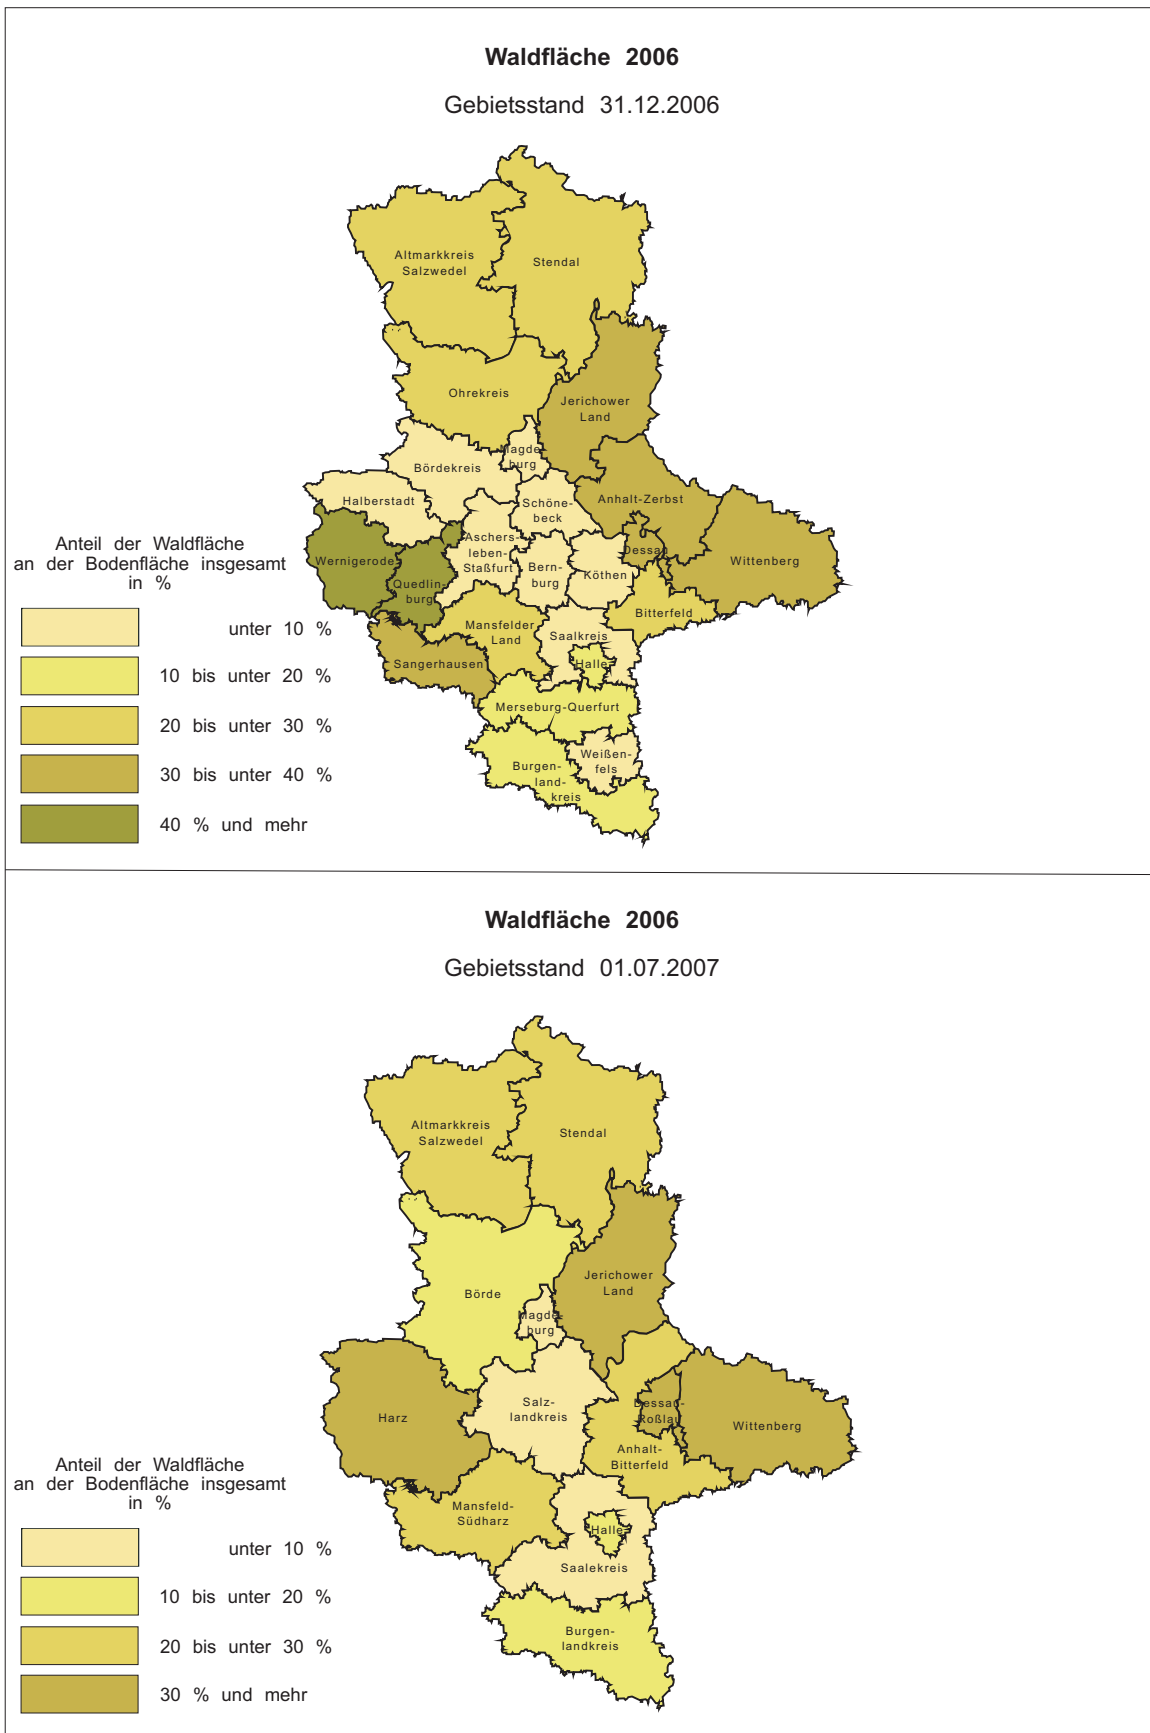 Waldfläche 2006
Gebietsstand 31.12.2006
Altmarkkreis
Salzwedel
Stendal
Ohrekreis
Jerichower
Land
Magde-
burg
Bördekreis
Halberstadt
Schöne-
beck
Anhalt-Zerbst
Aschers-
leben-
Staßfurt
Wernigerode
Quedlin-
burg
Bern-
burg
Köthen
Dessau
Wittenberg
Bitterfeld
Mansfelder
Land
Saalkreis
Halle
Sangerhausen
Merseburg-Querfurt
Weißen-
fels
Burgen-
land-
kreis
Anteil der Waldfläche
an der Bodenfläche insgesamt
in %
unter 10 %
10 bis unter 20 %
20 bis unter 30 %
30 bis unter 40 %
40 % und mehr
Waldfläche 2006
Gebietsstand 01.07.2007
Altmarkkreis
Salzwedel
Stendal
Jerichower
Land
Börde
Magde-
burg
Harz
Salz-
landkreis
Dessau-
Roßlau
Wittenberg
Anhalt-
Bitterfeld
Mansfeld-
Südharz
Halle
Saalekreis
Burgen-
landkreis
Anteil der Waldfläche
an der Bodenfläche insgesamt
in %
unter 10 %
10 bis unter 20 %
20 bis unter 30 %
30 % und mehr